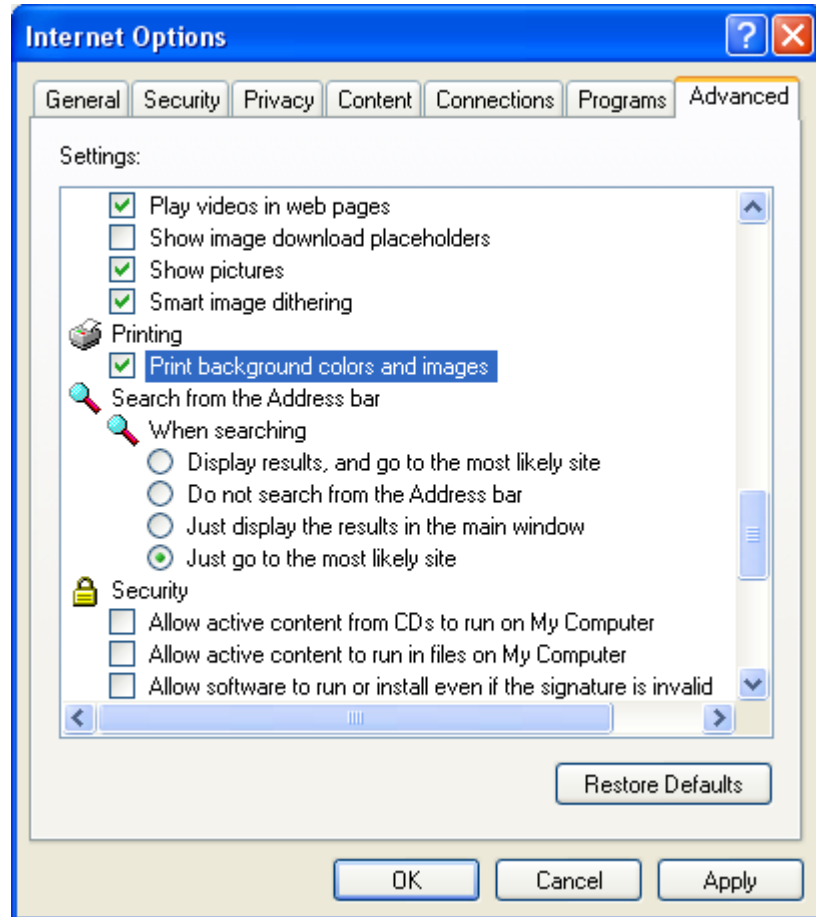 Internet Options
General Security Privacy Content Connections Programs Advanced
Settings:
Play videos in web pages
Show image download placeholders
Show pictures
Smart image dithering
Printing
Print background colors and images
Search from the Address bar
When searching
Display results, and go to the most likely site
Do not search from the Address bar
Just display the results in the main window
Just go to the most likely site
Security
Allow active content from CDs to run on My Computer
Allow active content to run in files on My Computer
Allow software to run or install even if the signature is invalid
Restore Defaults
OK Cancel Apply